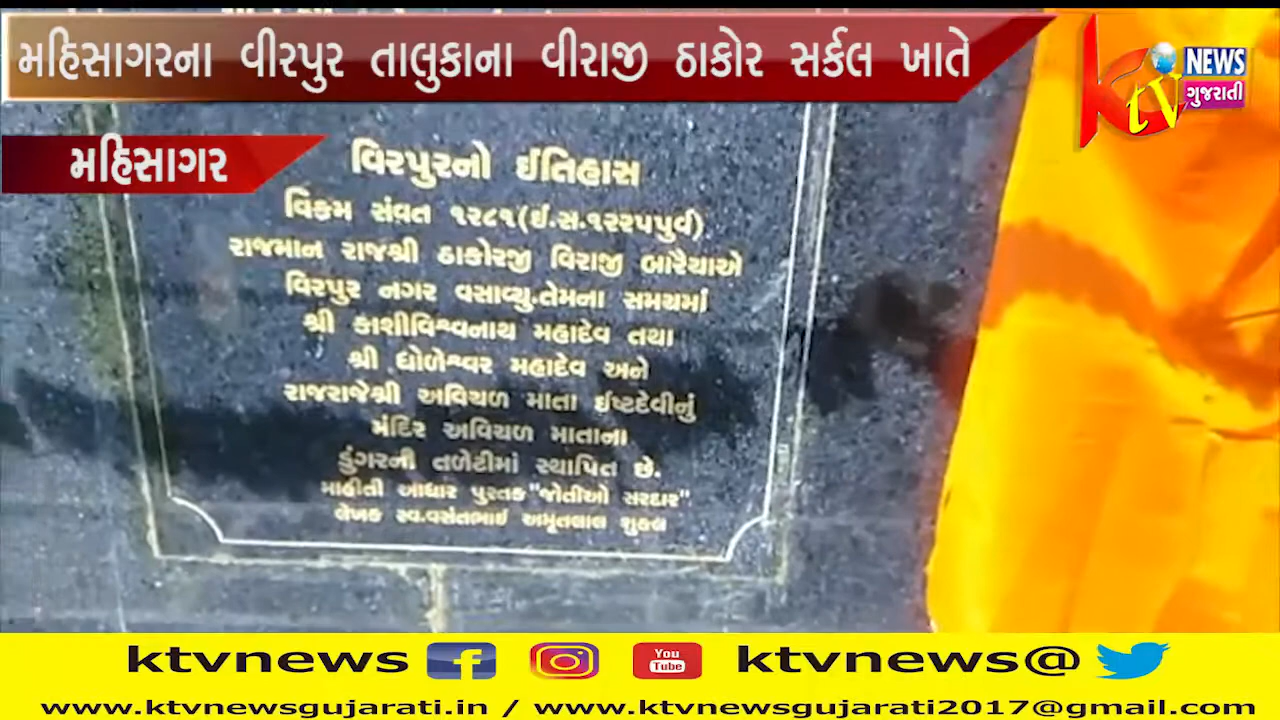 મહિસાગરના વીરપુર તાલુકાના વીરાજી ઠાકોર સર્કલ ખાતે
ktv NEWS ગુજરાતી
મહિસાગર
વિરપુરનો ઈતિહાસ
વિક્રમ સંવત ૧૨૮૧(ઈ.સ.૧૨૨૫પુર્વ)
રાજમાન રાજશ્રી ઠાકોરજી વિરાજી બારૈયાએ
વિરપુર નગર વસાવ્યુ.તેમના સમયમાં
શ્રી કાશીવિશ્વનાથ મહાદેવ તથા
શ્રી ધોળેશ્વર મહાદેવ અને
રાજરાજેશ્રી અવિચળ માતા ઈષ્ટદેવીનું
મંદિર અવિચળ માતાના
ડુંગરની તળેટીમાં સ્થાપિત છે.
માહીતી આધાર પુસ્તક "જોતીઓ સરદાર"
લેખક સ્વ.વસંતભાઈ અમૃતલાલ શુકલ
ktvnews You Tube ktvnews@
www.ktvnewsgujarati.in / www.ktvnewsgujarati2017@gmail.com